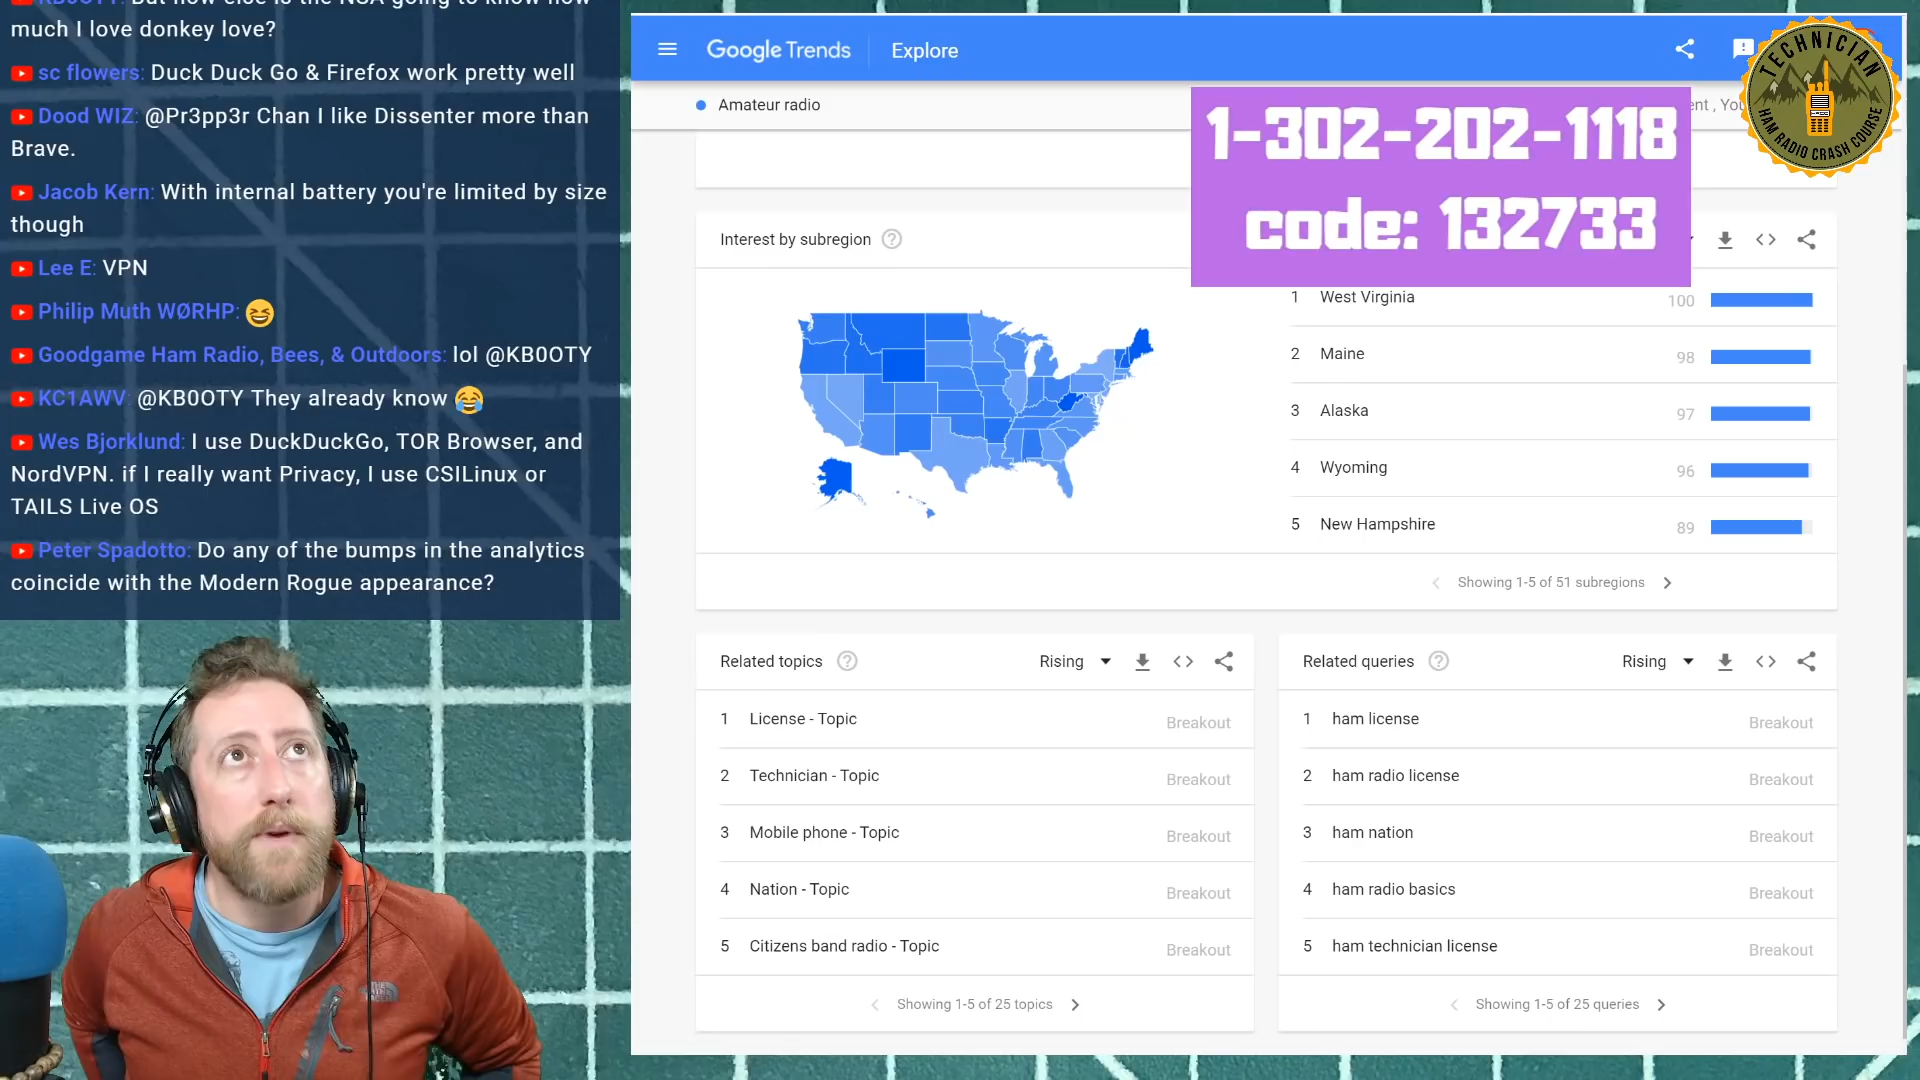 much I love donkey love?
sc flowers: Duck Duck Go & Firefox work pretty well
Dood WIZ: @Pr3pp3r Chan I like Dissenter more than
Brave.
Jacob Kern: With internal battery you're limited by size
though
Lee E: VPN
Philip Muth WØRHP: 😆
Goodgame Ham Radio, Bees, & Outdoors: lol @KB0OTY
KC1AWV: @KB0OTY They already know 😂
Wes Bjorklund: I use DuckDuckGo, TOR Browser, and
NordVPN. if I really want Privacy, I use CSILinux or
TAILS Live OS
Peter Spadotto: Do any of the bumps in the analytics
coincide with the Modern Rogue appearance?
Google Trends Explore
Amateur radio
1-302-202-1118
code: 132733
TECHNICIAN
HAM RADIO CRASH COURSE
Interest by subregion
1 West Virginia 100
2 Maine 98
3 Alaska 97
4 Wyoming 96
5 New Hampshire 89
Showing 1-5 of 51 subregions
Related topics Rising
1 License - Topic Breakout
2 Technician - Topic Breakout
3 Mobile phone - Topic Breakout
4 Nation - Topic Breakout
5 Citizens band radio - Topic Breakout
Showing 1-5 of 25 topics
Related queries Rising
1 ham license Breakout
2 ham radio license Breakout
3 ham nation Breakout
4 ham radio basics Breakout
5 ham technician license Breakout
Showing 1-5 of 25 queries